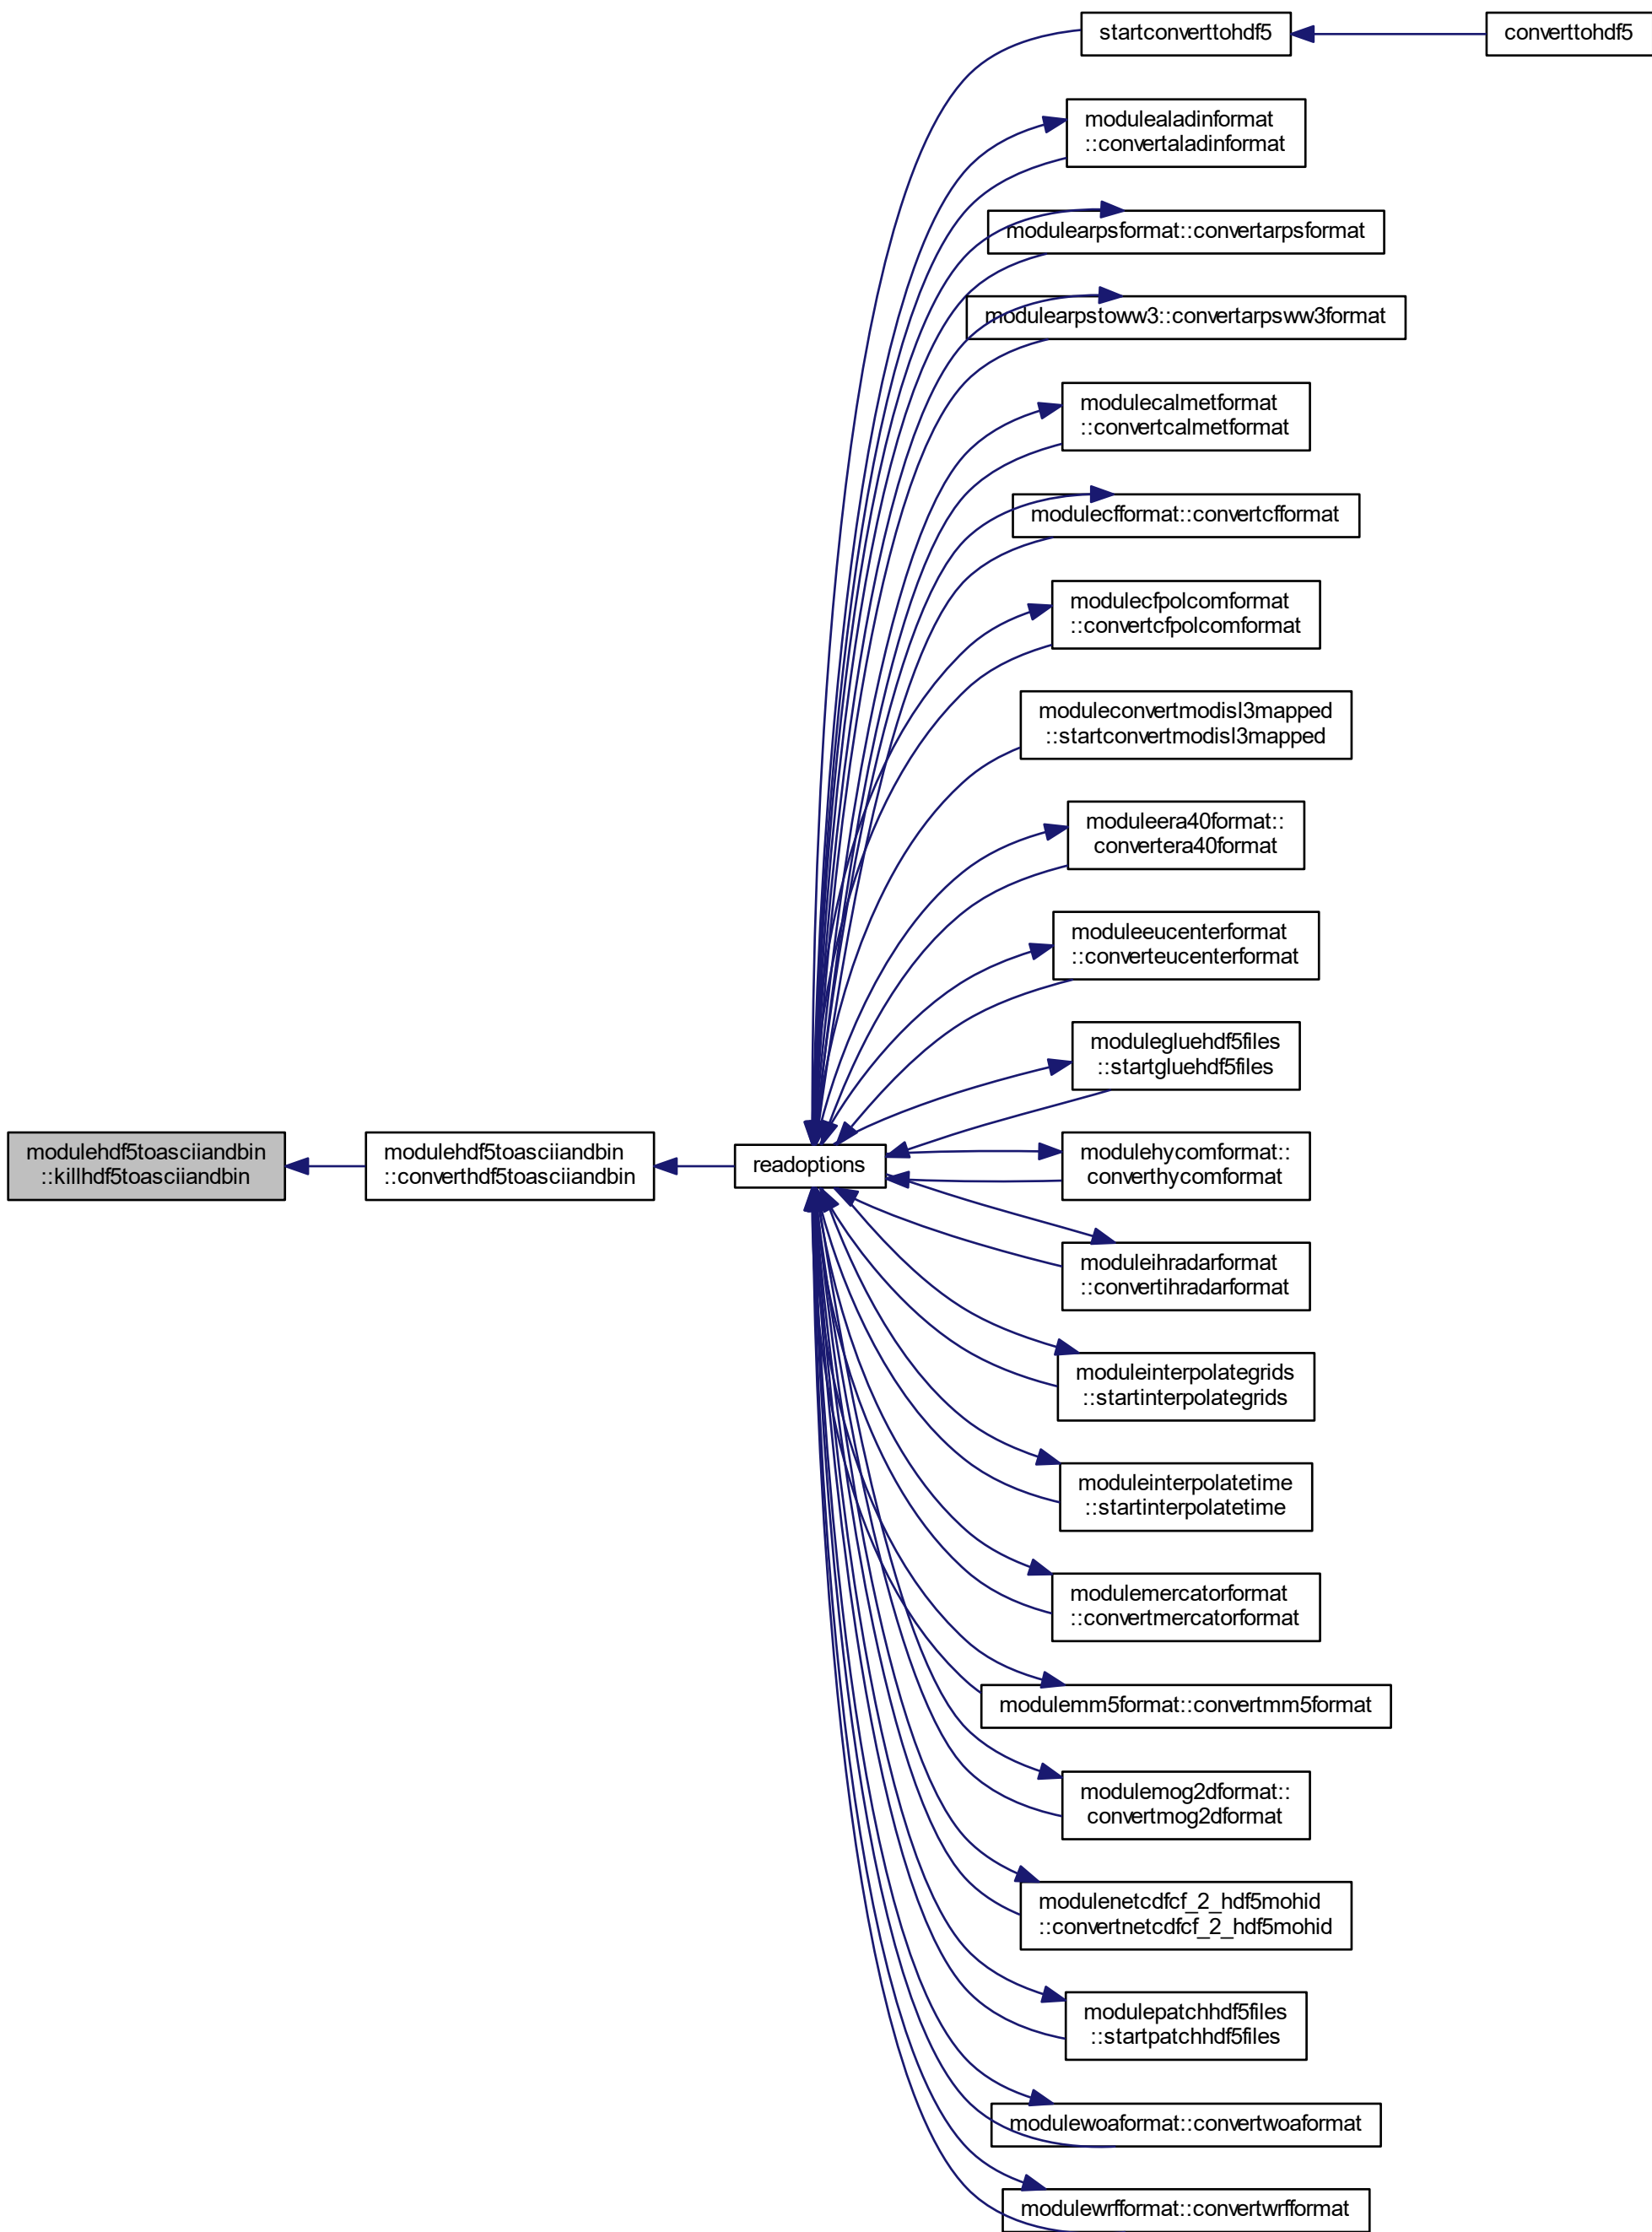 startconverttohdf5
converttohdf5
modulealadinformat
::convertaladinformat
modulearpsformat::convertarpsformat
modulearpstoww3::convertarpsww3format
modulecalmetformat
::convertcalmetformat
modulecfformat::convertcfformat
modulecfpolcomformat
::convertcfpolcomformat
moduleconvertmodisl3mapped
::startconvertmodisl3mapped
moduleera40format::
convertera40format
moduleeucenterformat
::converteucenterformat
modulegluehdf5files
::startgluehdf5files
modulehdf5toasciiandbin
::killhdf5toasciiandbin
modulehdf5toasciiandbin
::converthdf5toasciiandbin
readoptions
modulehycomformat::
converthycomformat
moduleihradarformat
::convertihradarformat
moduleinterpolategrids
::startinterpolategrids
moduleinterpolatetime
::startinterpolatetime
modulemercatorformat
::convertmercatorformat
modulemm5format::convertmm5format
modulemog2dformat::
convertmog2dformat
modulenetcdfcf_2_hdf5mohid
::convertnetcdfcf_2_hdf5mohid
modulepatchhdf5files
::startpatchhdf5files
modulewoaformat::convertwoaformat
modulewrfformat::convertwrfformat